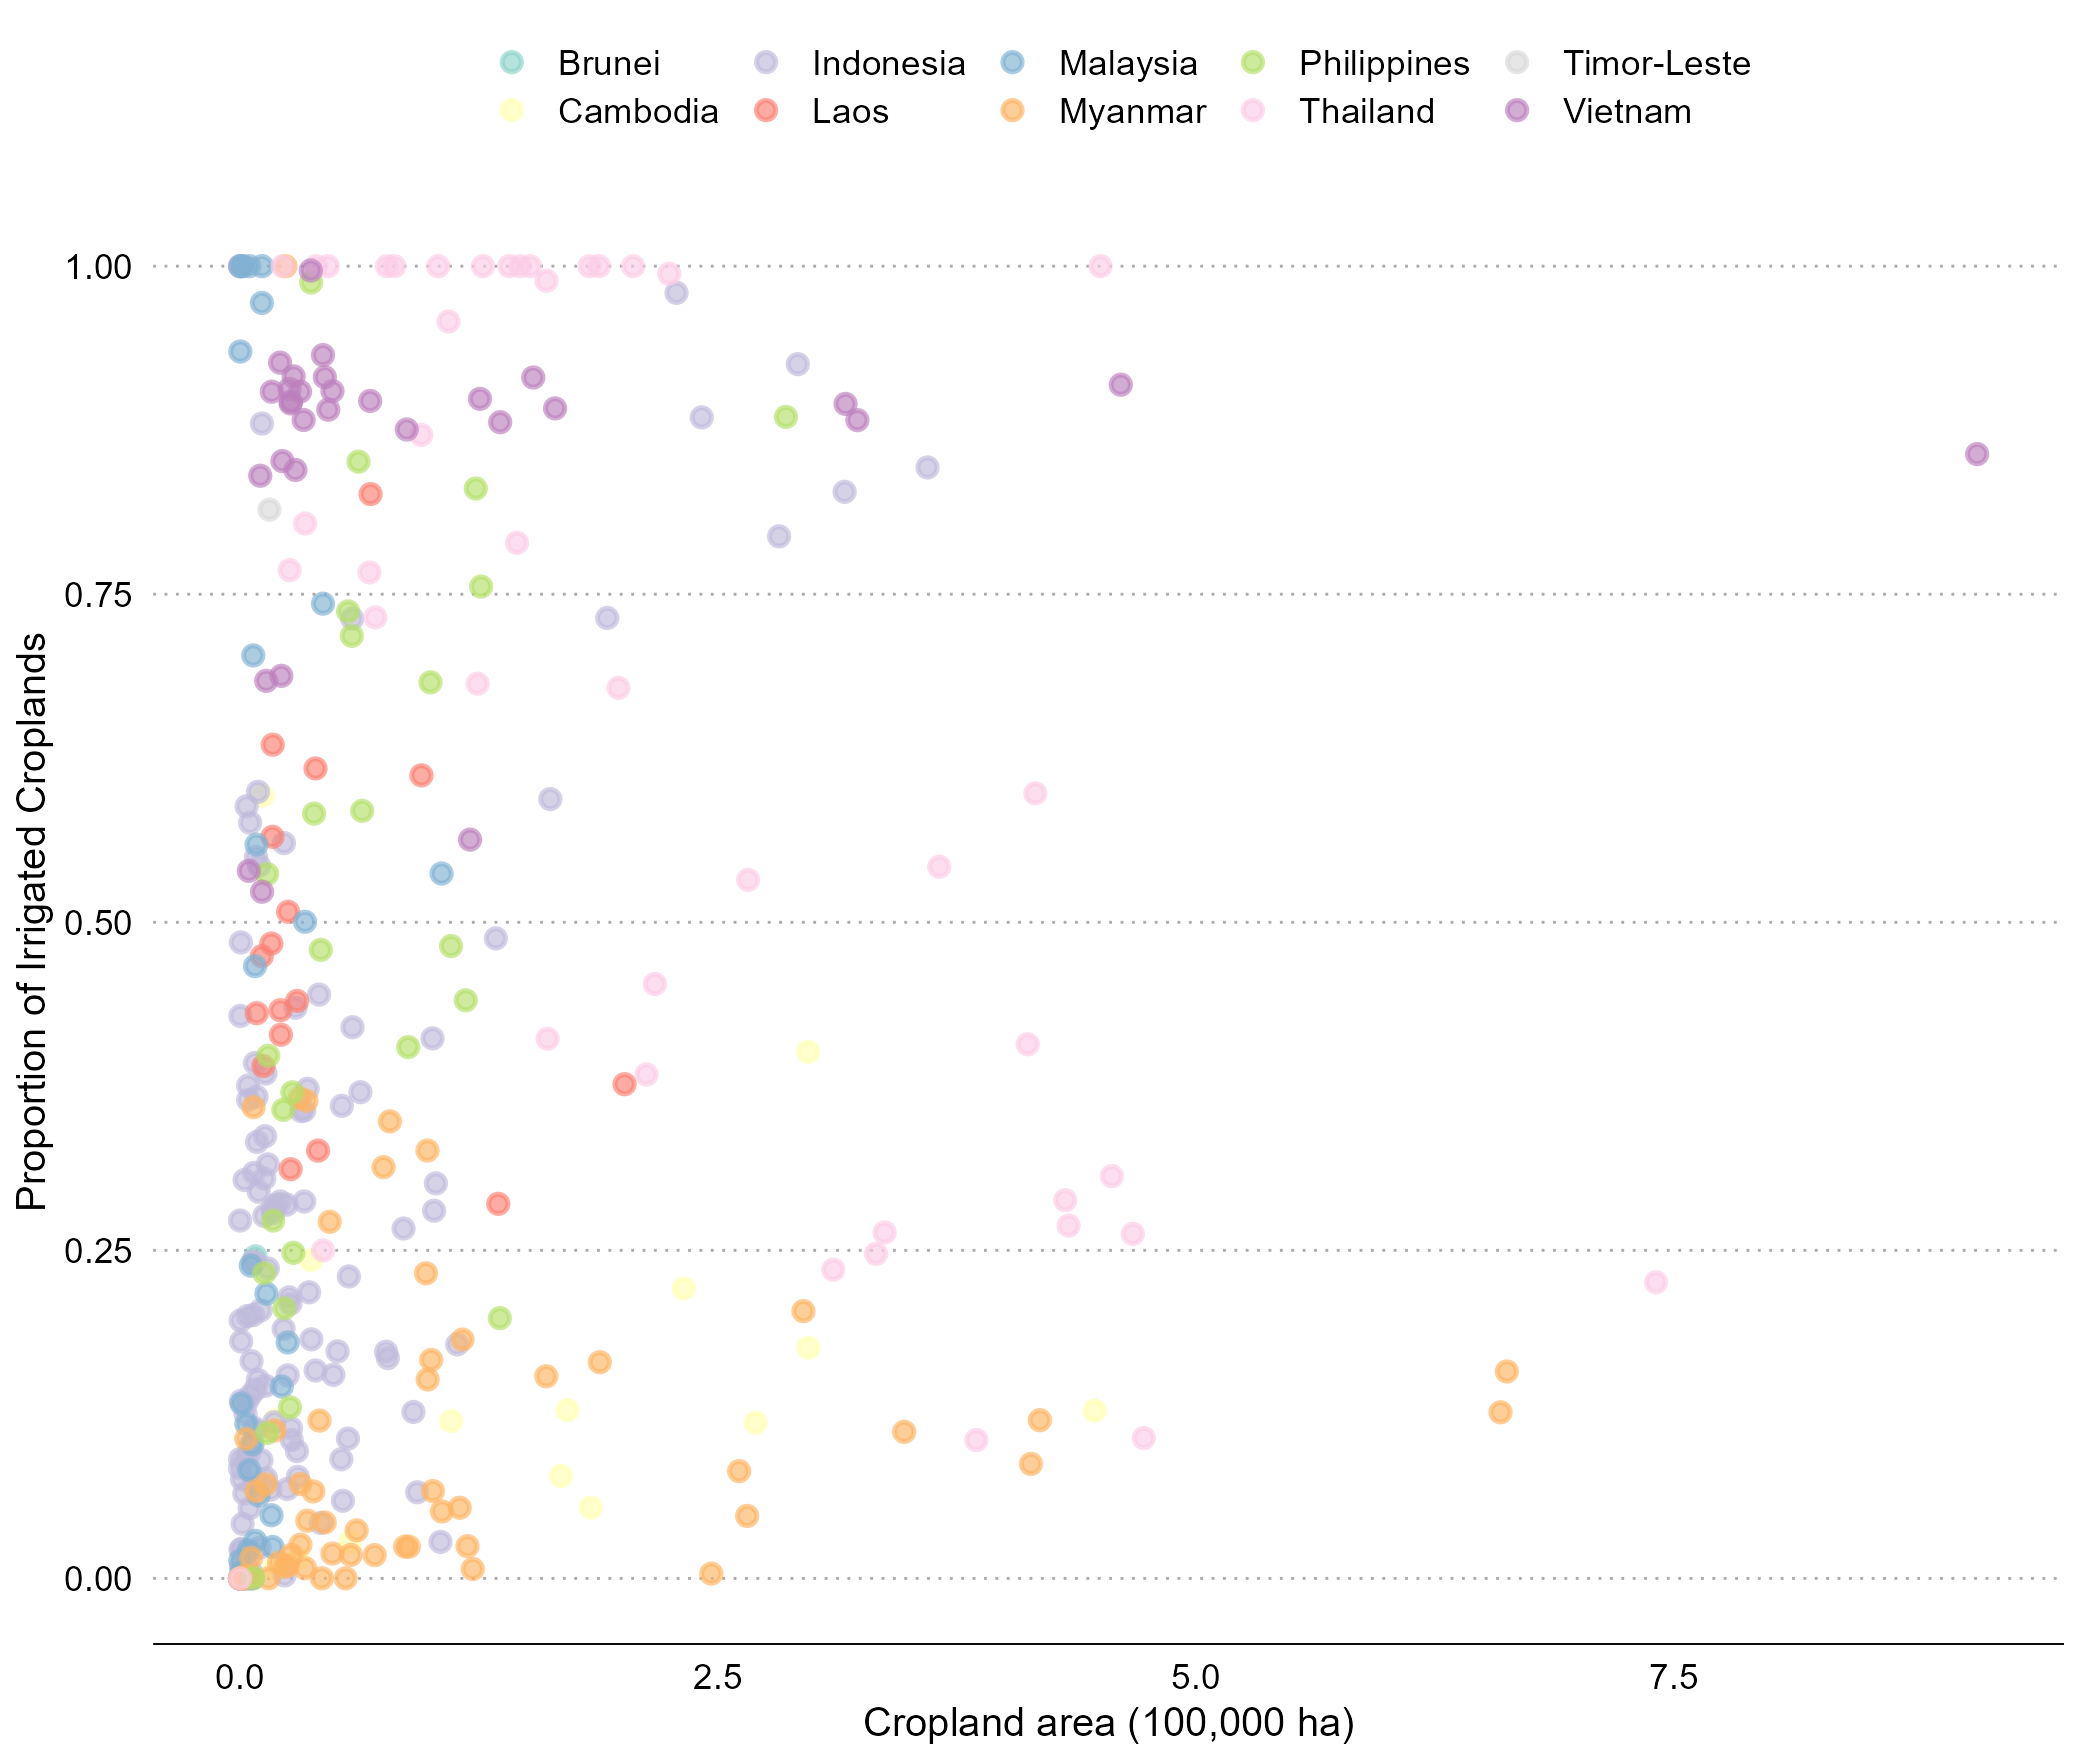 Brunei Indonesia Malaysia Philippines Timor-Leste
Cambodia Laos Myanmar Thailand Vietnam
1.00
0.75
0.50
0.25
0.00
Proportion of Irrigated Croplands
0.0 2.5 5.0 7.5
Cropland area (100,000 ha)